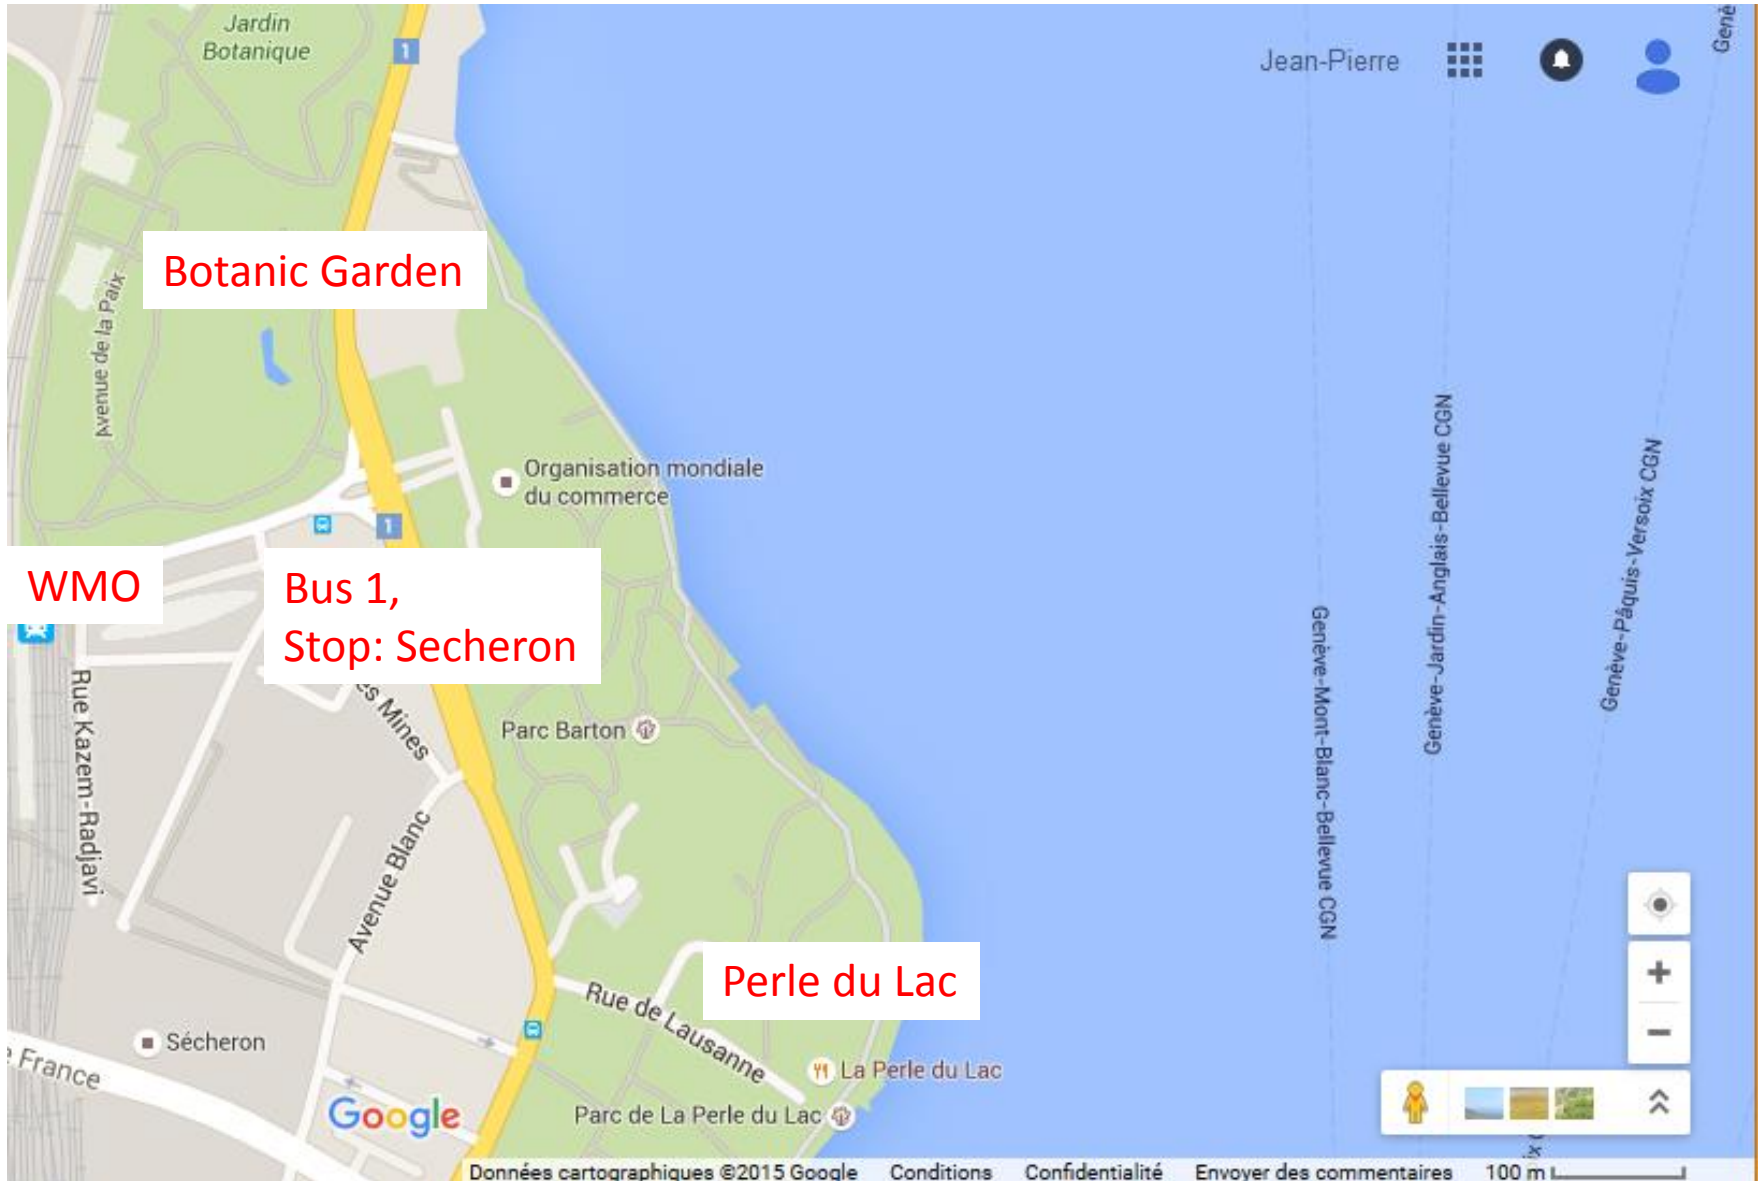 Jardin
Botanique
1
Jean-Pierre
Genè
Botanic Garden
Avenue de la Paix
Organisation mondiale
du commerce
1
WMO
Bus 1,
Stop: Secheron
es Mines
Parc Barton
Rue Kazem-Radjavi
Avenue Blanc
Genève-Mont-Blanc-Bellevue CGN
Genève-Jardin-Anglais-Bellevue CGN
Genève-Pâquis-Versoix CGN
Perle du Lac
Rue de Lausanne
Sécheron
France
La Perle du Lac
Google
Parc de La Perle du Lac
Données cartographiques ©2015 Google Conditions Confidentialité Envoyer des commentaires 100 m